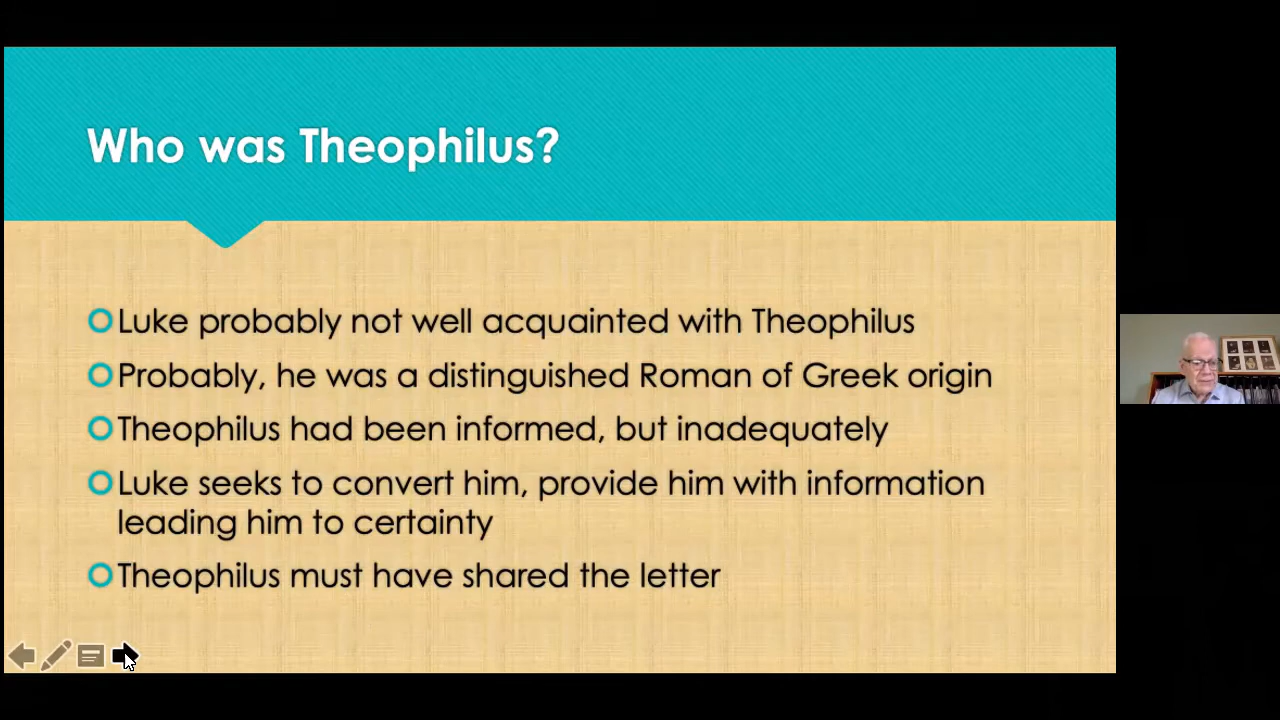 Who was Theophilus?
Luke probably not well acquainted with Theophilus
Probably, he was a distinguished Roman of Greek origin
Theophilus had been informed, but inadequately
Luke seeks to convert him, provide him with information
leading him to certainty
Theophilus must have shared the letter